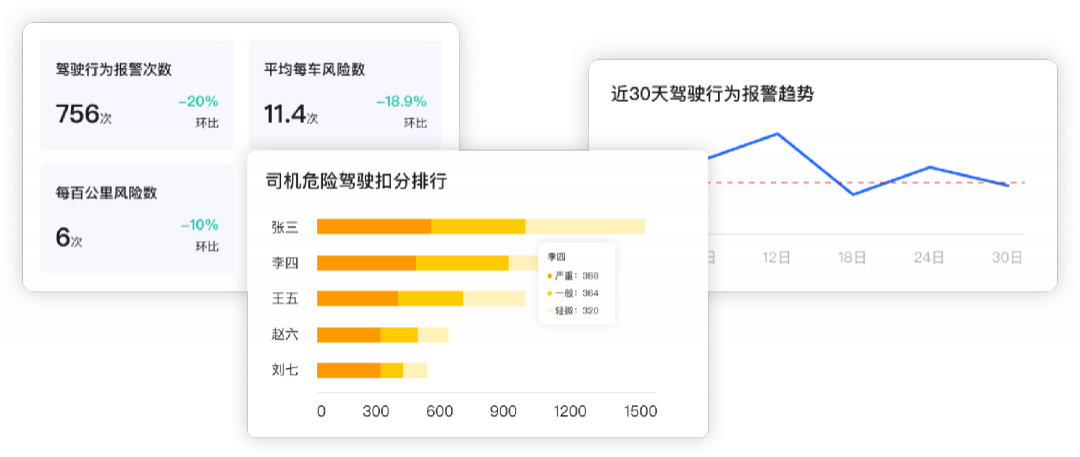 驾驶行为报警次数
756次
-20%
环比
平均每车风险数
11.4次
-18.9%
环比
每百公里风险数
6次
-10%
环比
司机危险驾驶扣分排行
张三
李四
王五
赵六
刘七
0 300 600 900 1200 1500
李四
严重：388
一般：364
轻微：320
近30天驾驶行为报警趋势
日 12日 18日 24日 30日